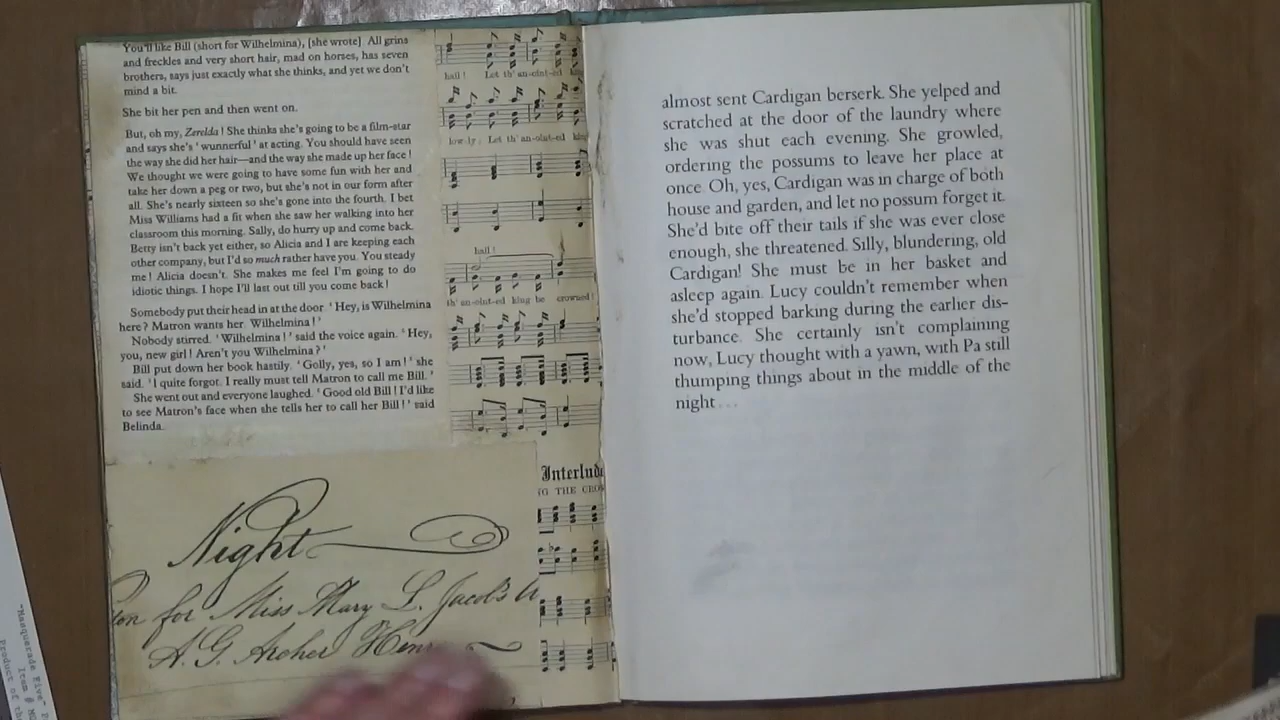 You'll like Bill (short for Wilhelmina), [she wrote] All grins
and freckles and very short hair, mad on horses, has seven
brothers, says just exactly what she thinks, and yet we don't
mind a bit.
She bit her pen and then went on.
But, oh my, Zerelda! She thinks she's going to be a film-star
and says she's 'wunnerful' at acting. You should have seen
the way she did her hair—and the way she made up her face!
We thought we were going to have some fun with her and
take her down a peg or two, but she's not in our form after
all. She's nearly sixteen so she's gone into the fourth. I bet
Miss Williams had a fit when she saw her walking into her
classroom this morning. Sally, do hurry up and come back.
Betty isn't back yet either, so Alicia and I are keeping each
other company, but I'd so much rather have you. You steady
me! Alicia doesn't. She makes me feel I'm going to do
idiotic things. I hope I'll last out till you come back!
Somebody put their head in at the door 'Hey, is Wilhelmina
here? Matron wants her. Wilhelmina!'
Nobody stirred. 'Wilhelmina!' said the voice again. 'Hey,
you, new girl! Aren't you Wilhelmina?'
Bill put down her book hastily. 'Golly, yes, so I am!' she
said. 'I quite forgot. I really must tell Matron to call me Bill.'
She went out and everyone laughed. 'Good old Bill! I'd like
to see Matron's face when she tells her to call her Bill!' said
Belinda.
hail! Let th' an-oint-ed king
low-ly: Let th' an-oint-ed king
hail!
th' an-oint-ed king be crowned!
Interlud
TO THE CROW
Night
for Miss Mary L. Jacobs
A. G. Archer
almost sent Cardigan berserk. She yelped and
scratched at the door of the laundry where
she was shut each evening. She growled,
ordering the possums to leave her place at
once. Oh, yes, Cardigan was in charge of both
house and garden, and let no possum forget it.
She'd bite off their tails if she was ever close
enough, she threatened. Silly, blundering, old
Cardigan! She must be in her basket and
asleep again. Lucy couldn't remember when
she'd stopped barking during the earlier dis-
turbance. She certainly isn't complaining
now, Lucy thought with a yawn, with Pa still
thumping things about in the middle of the
night . . .
"Masquerade Five"
Item #
Product of